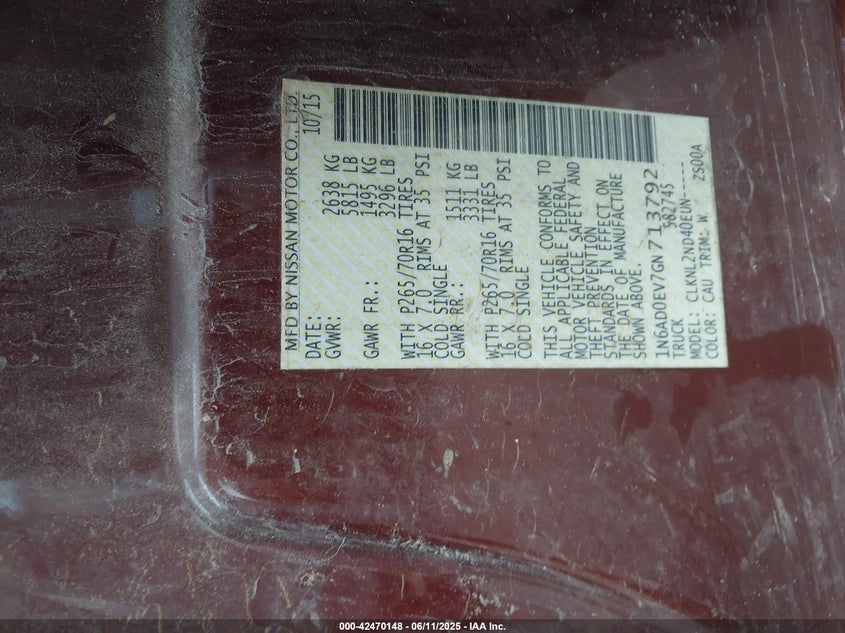 MFD BY NISSAN MOTOR CO., LTD.
DATE: 10/15
GVWR: 2638 KG
5815 LB
GAWR FR.: 1495 KG
3296 LB
WITH P265/70R16 TIRES
16 X 7.0 RIMS AT 35 PSI
COLD SINGLE
GAWR RR.: 1511 KG
3331 LB
WITH P265/70R16 TIRES
16 X 7.0 RIMS AT 35 PSI
COLD SINGLE
THIS VEHICLE CONFORMS TO
ALL APPLICABLE FEDERAL
MOTOR VEHICLE SAFETY AND
THEFT PREVENTION
STANDARDS IN EFFECT ON
THE DATE OF MANUFACTURE
SHOWN ABOVE.
1N6AD0EV7GN713792
TRUCK 582745
MODEL: CLKNL2ND40EUN-----
COLOR: CAU TRIM: W 2S00A
000-42470148 - 06/11/2025 - IAA Inc.